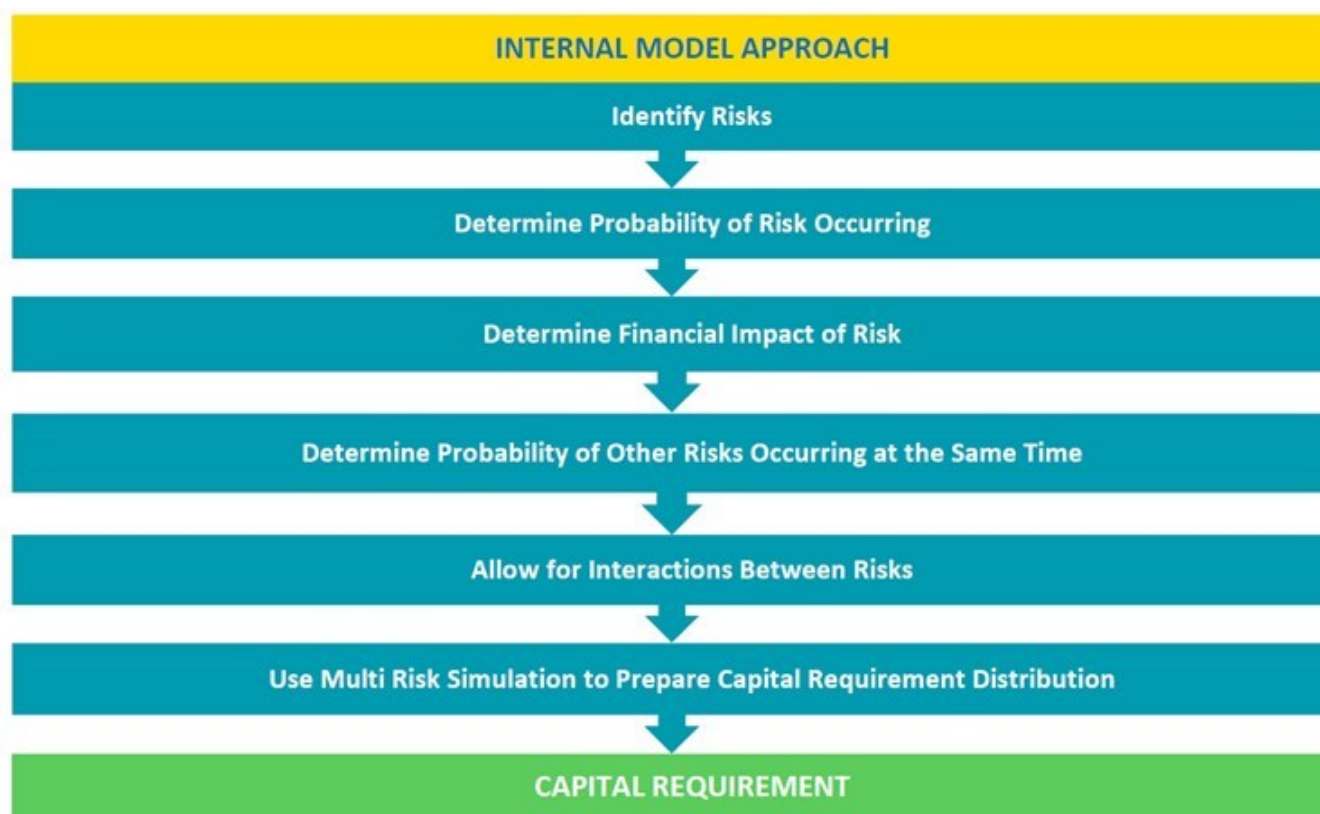 INTERNAL MODEL APPROACH
Identify Risks
Determine Probability of Risk Occurring
Determine Financial Impact of Risk
Determine Probability of Other Risks Occurring at the Same Time
Allow for Interactions Between Risks
Use Multi Risk Simulation to Prepare Capital Requirement Distribution
CAPITAL REQUIREMENT